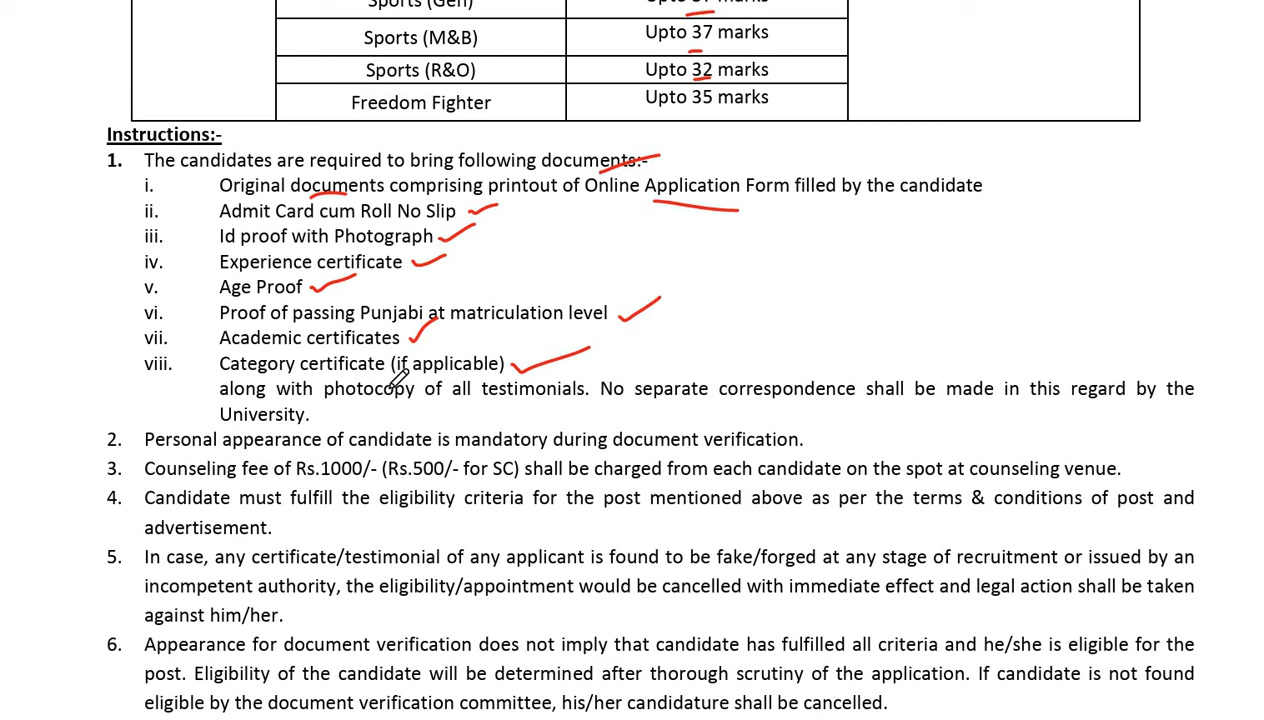 Sports (Gen) Upto 37 marks
Sports (M&B) Upto 37 marks
Sports (R&O) Upto 32 marks
Freedom Fighter Upto 35 marks
Instructions:-
1. The candidates are required to bring following documents:-
i. Original documents comprising printout of Online Application Form filled by the candidate
ii. Admit Card cum Roll No Slip
iii. Id proof with Photograph
iv. Experience certificate
v. Age Proof
vi. Proof of passing Punjabi at matriculation level
vii. Academic certificates
viii. Category certificate (if applicable)
along with photocopy of all testimonials. No separate correspondence shall be made in this regard by the
University.
2. Personal appearance of candidate is mandatory during document verification.
3. Counseling fee of Rs.1000/- (Rs.500/- for SC) shall be charged from each candidate on the spot at counseling venue.
4. Candidate must fulfill the eligibility criteria for the post mentioned above as per the terms & conditions of post and
advertisement.
5. In case, any certificate/testimonial of any applicant is found to be fake/forged at any stage of recruitment or issued by an
incompetent authority, the eligibility/appointment would be cancelled with immediate effect and legal action shall be taken
against him/her.
6. Appearance for document verification does not imply that candidate has fulfilled all criteria and he/she is eligible for the
post. Eligibility of the candidate will be determined after thorough scrutiny of the application. If candidate is not found
eligible by the document verification committee, his/her candidature shall be cancelled.